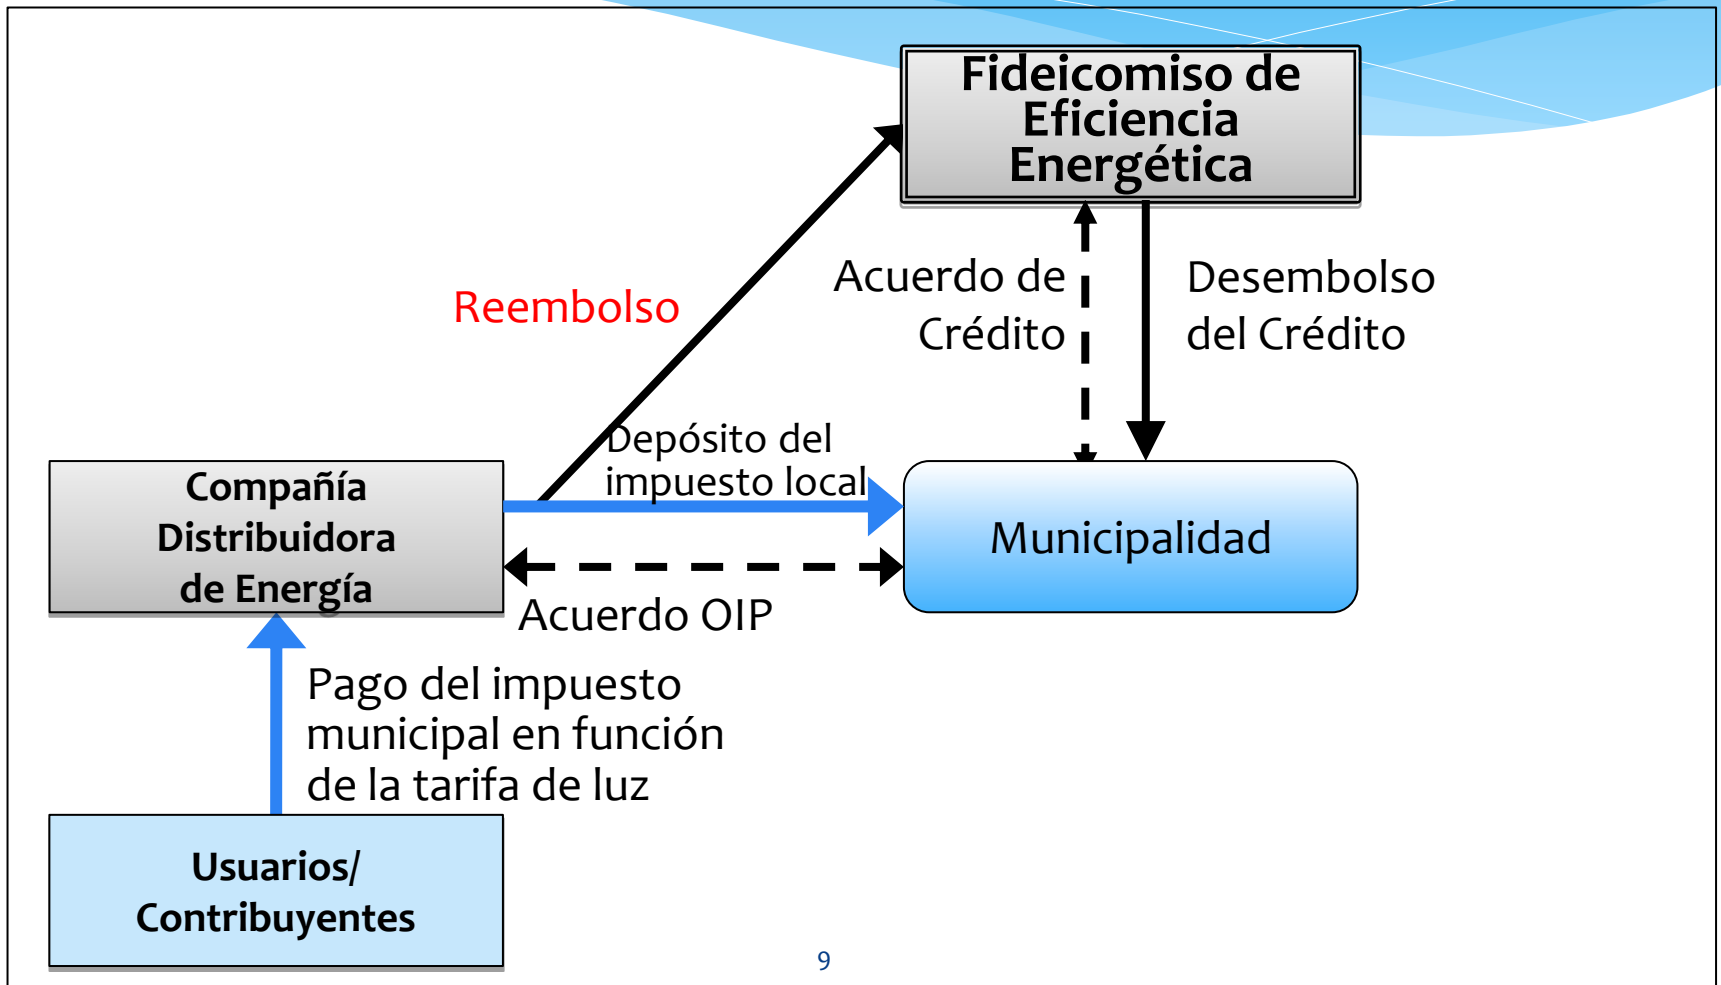 Fideicomiso de
Eficiencia
Energética
Acuerdo de
Crédito
Desembolso
del Crédito
Reembolso
Depósito del
impuesto local
Compañía
Distribuidora
de Energía
Municipalidad
Acuerdo OIP
Pago del impuesto
municipal en función
de la tarifa de luz
Usuarios/
Contribuyentes
9